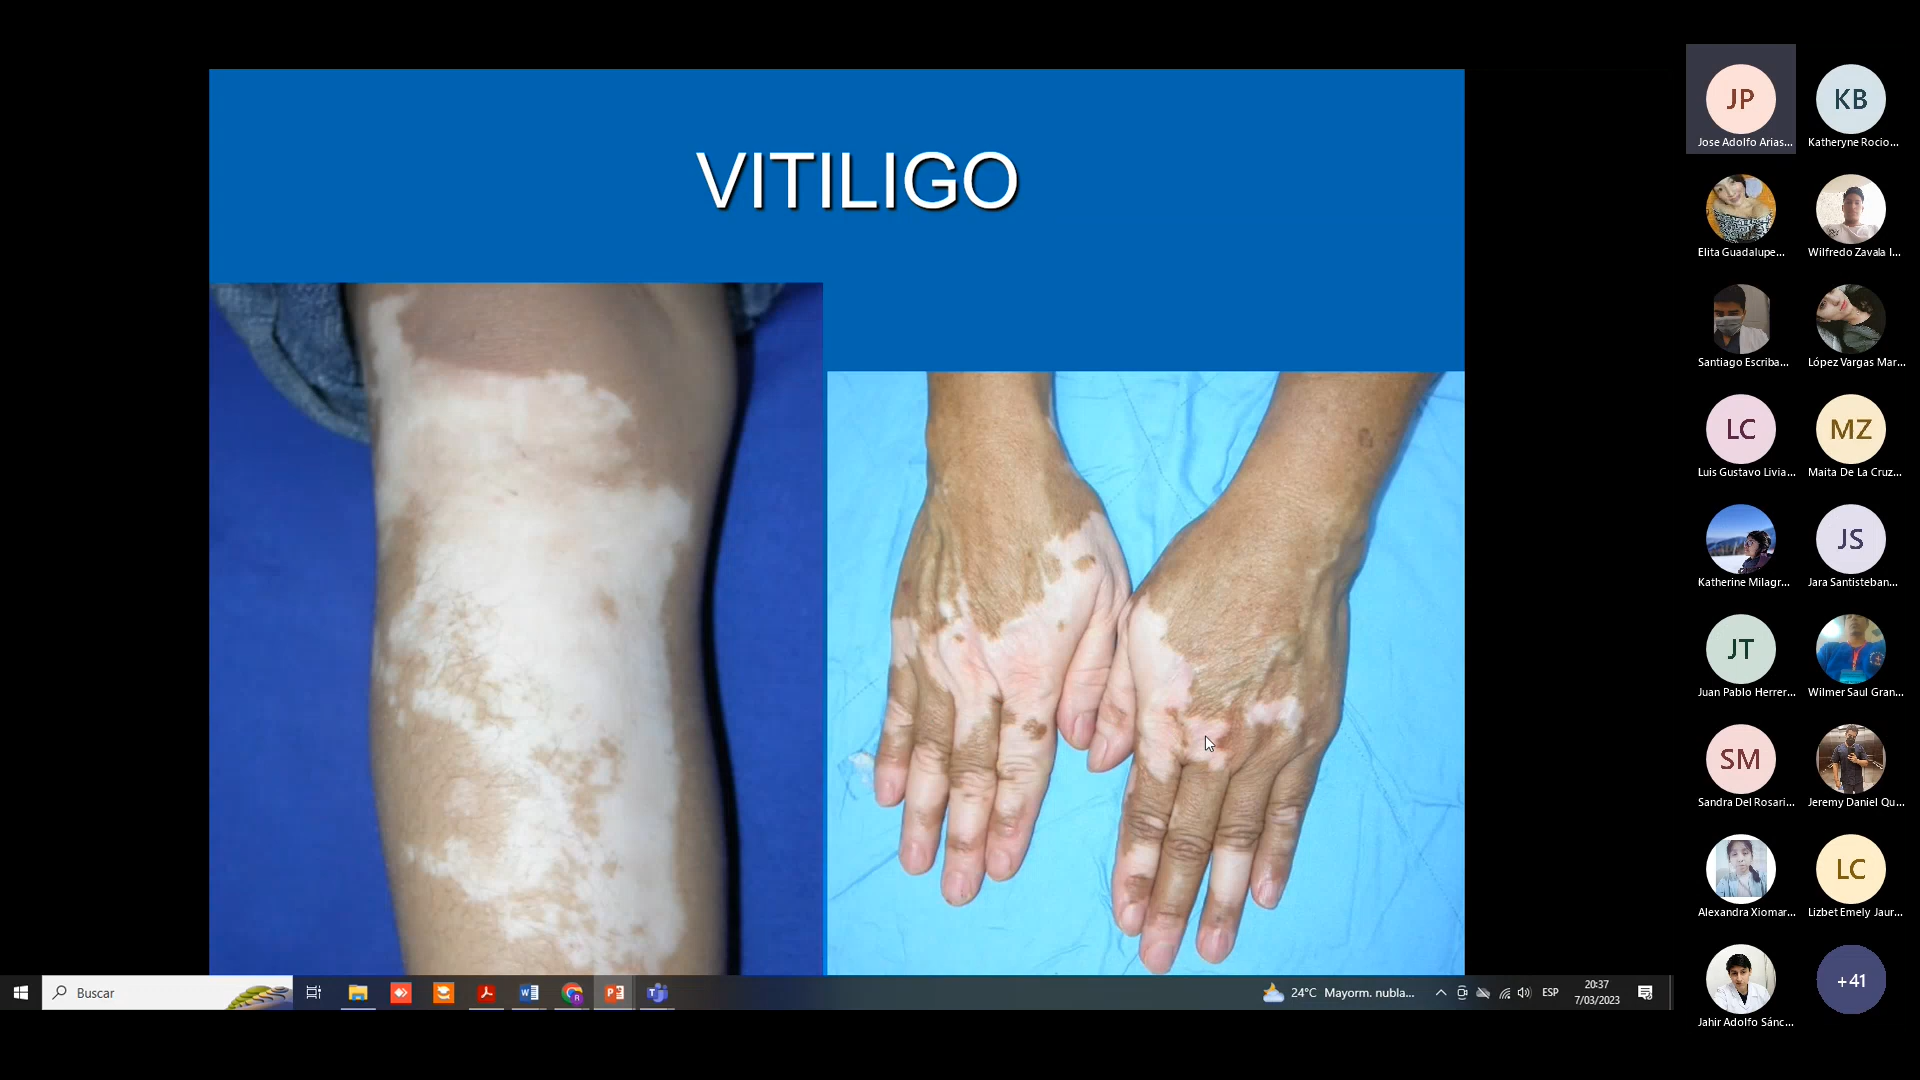 VITILIGO
JP
KB
Jose Adolfo Arias...
Katheryne Rocio...
Elita Guadalupe...
Wilfredo Zavala I...
Santiago Escriba...
López Vargas Mar...
LC
MZ
Luis Gustavo Livia...
Maita De La Cruz...
JS
Katherine Milagr...
Jara Santisteban...
JT
Juan Pablo Herrer...
Wilmer Saul Gran...
SM
Sandra Del Rosari...
Jeremy Daniel Qu...
LC
Alexandra Xiomar...
Lizbet Emely Jaur...
+41
Jahir Adolfo Sánc...
Buscar
24°C Mayorm. nubla...
ESP
20:37
7/03/2023